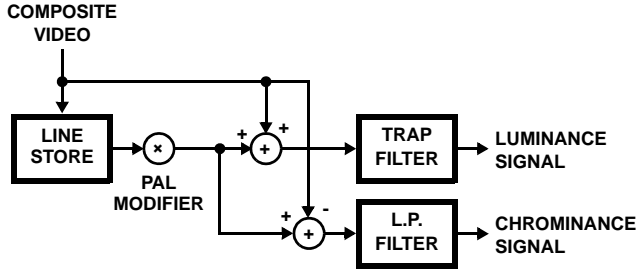 COMPOSITE
VIDEO
LINE
STORE
×
PAL
MODIFIER
+
+
+
TRAP
FILTER
LUMINANCE
SIGNAL
+
-
+
L.P.
FILTER
CHROMINANCE
SIGNAL